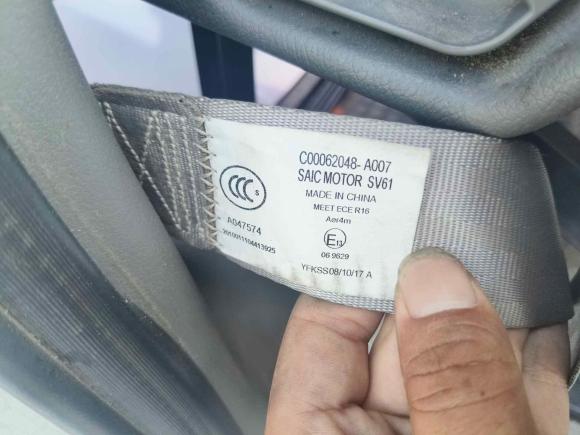 C00062048- A007
SAIC MOTOR SV61
MADE IN CHINA
MEET ECE R16
Aer4m
CCC S
A047574
2010011104413925
E13
06 9629
YFKSS08/10/17 A